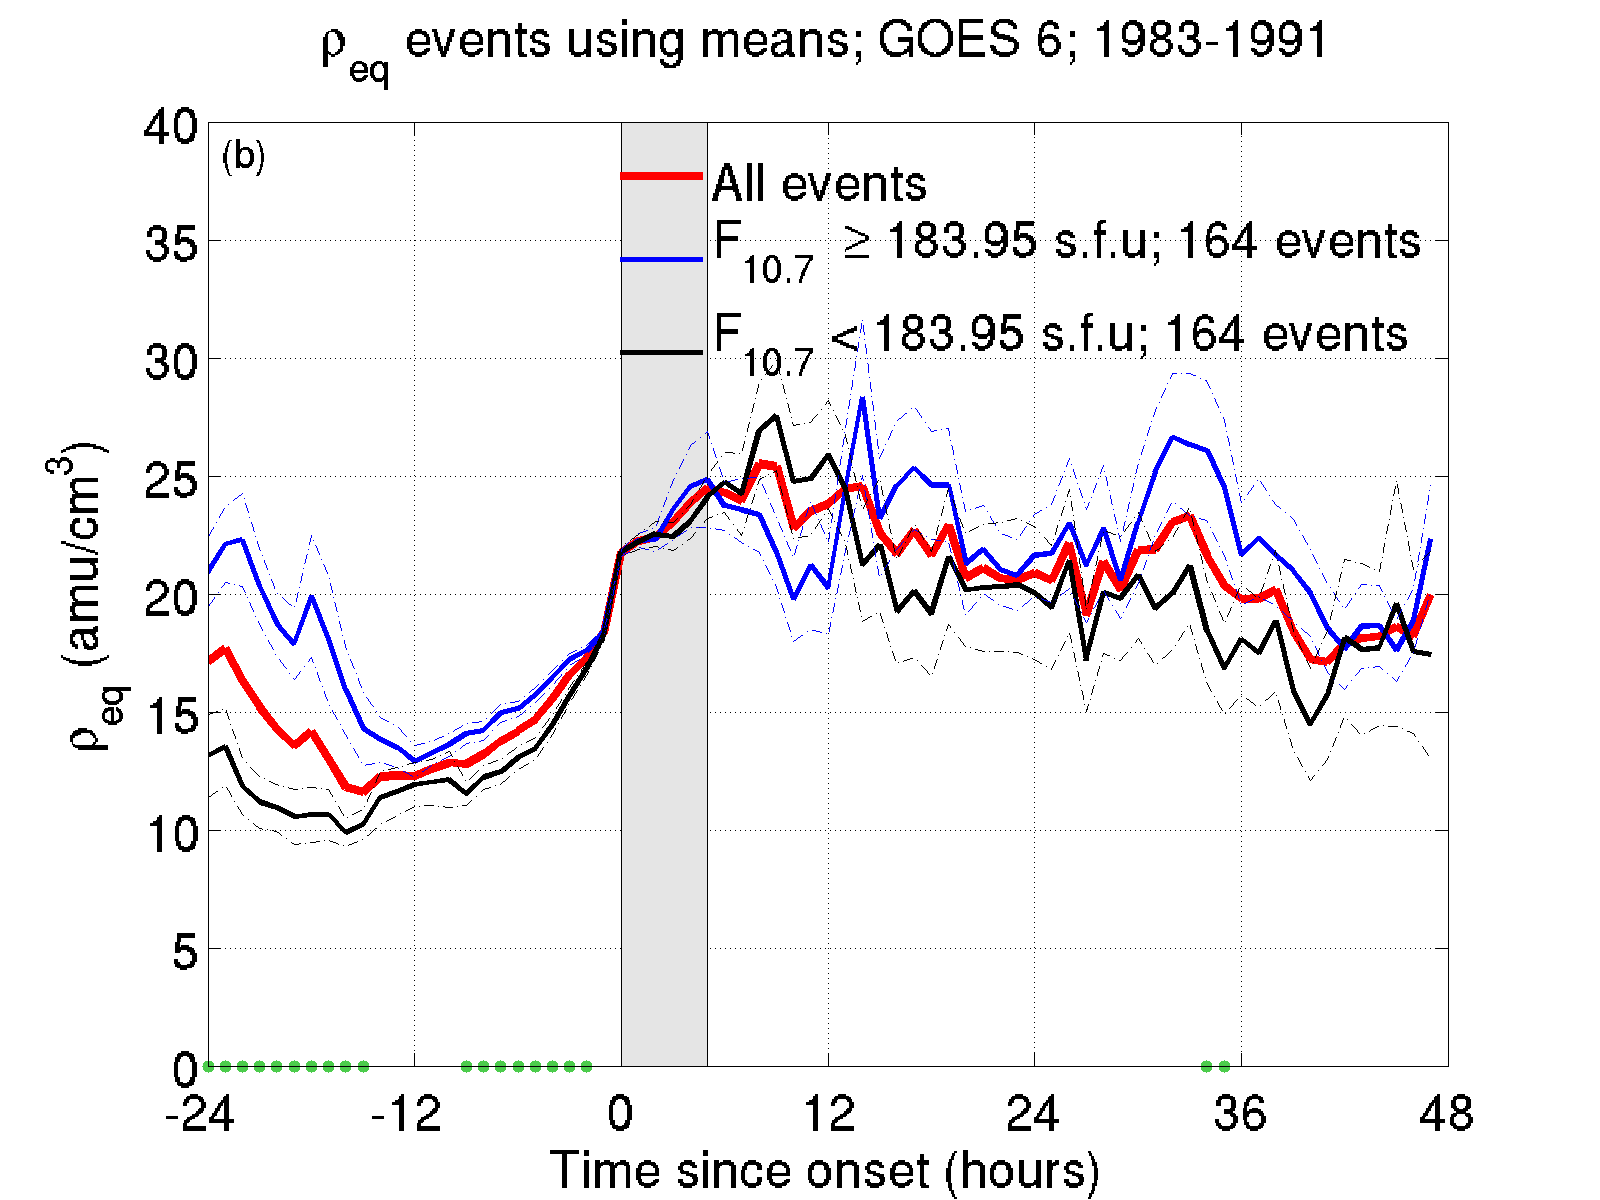 ρeq events using means; GOES 6; 1983-1991
(b)
All events
F10.7 ≥ 183.95 s.f.u; 164 events
F10.7 < 183.95 s.f.u; 164 events
ρeq (amu/cm³)
40
35
30
25
20
15
10
5
0
-24 -12 0 12 24 36 48
Time since onset (hours)